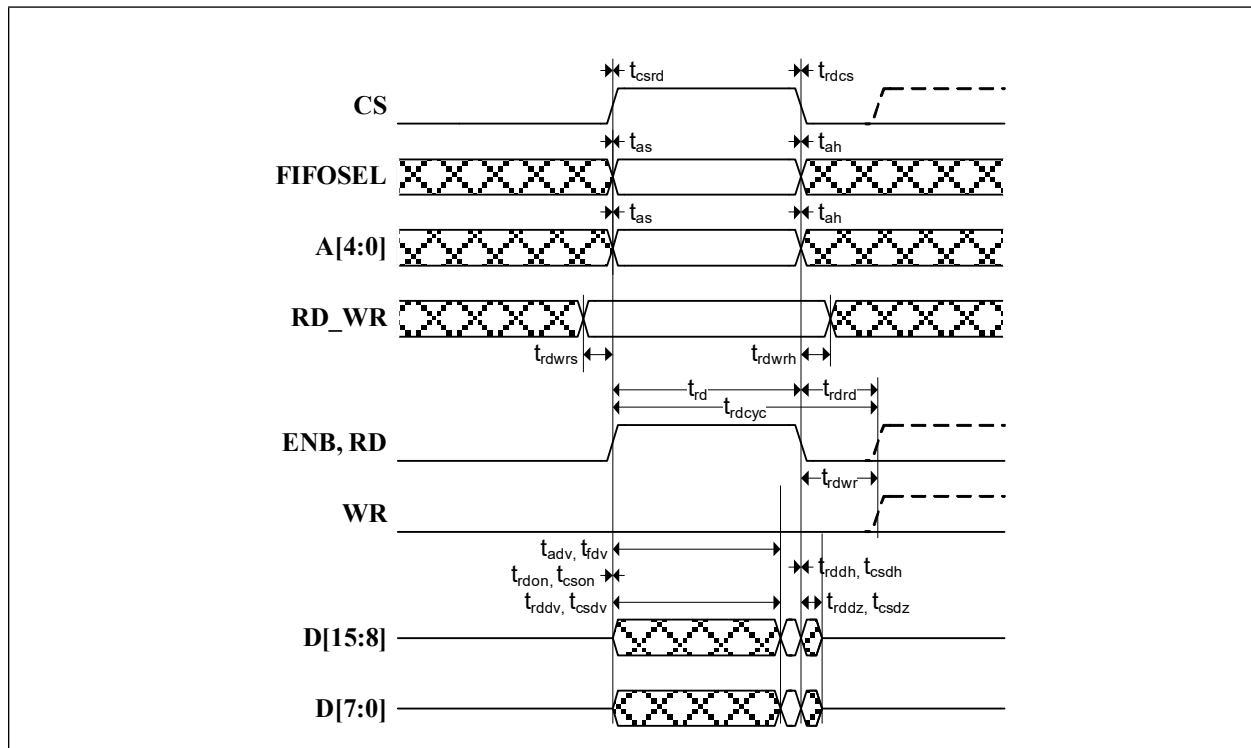 t_csrd t_rdcs
CS
t_as t_ah
FIFOSEL
t_as t_ah
A[4:0]
RD_WR
t_rdwrs t_rdwrh
t_rd t_rdrd
t_rdcyc
ENB, RD
t_rdwr
WR
t_adv, t_fdv
t_rdon, t_cson t_rddh, t_csdh
t_rddv, t_csdv t_rddz, t_csdz
D[15:8]
D[7:0]